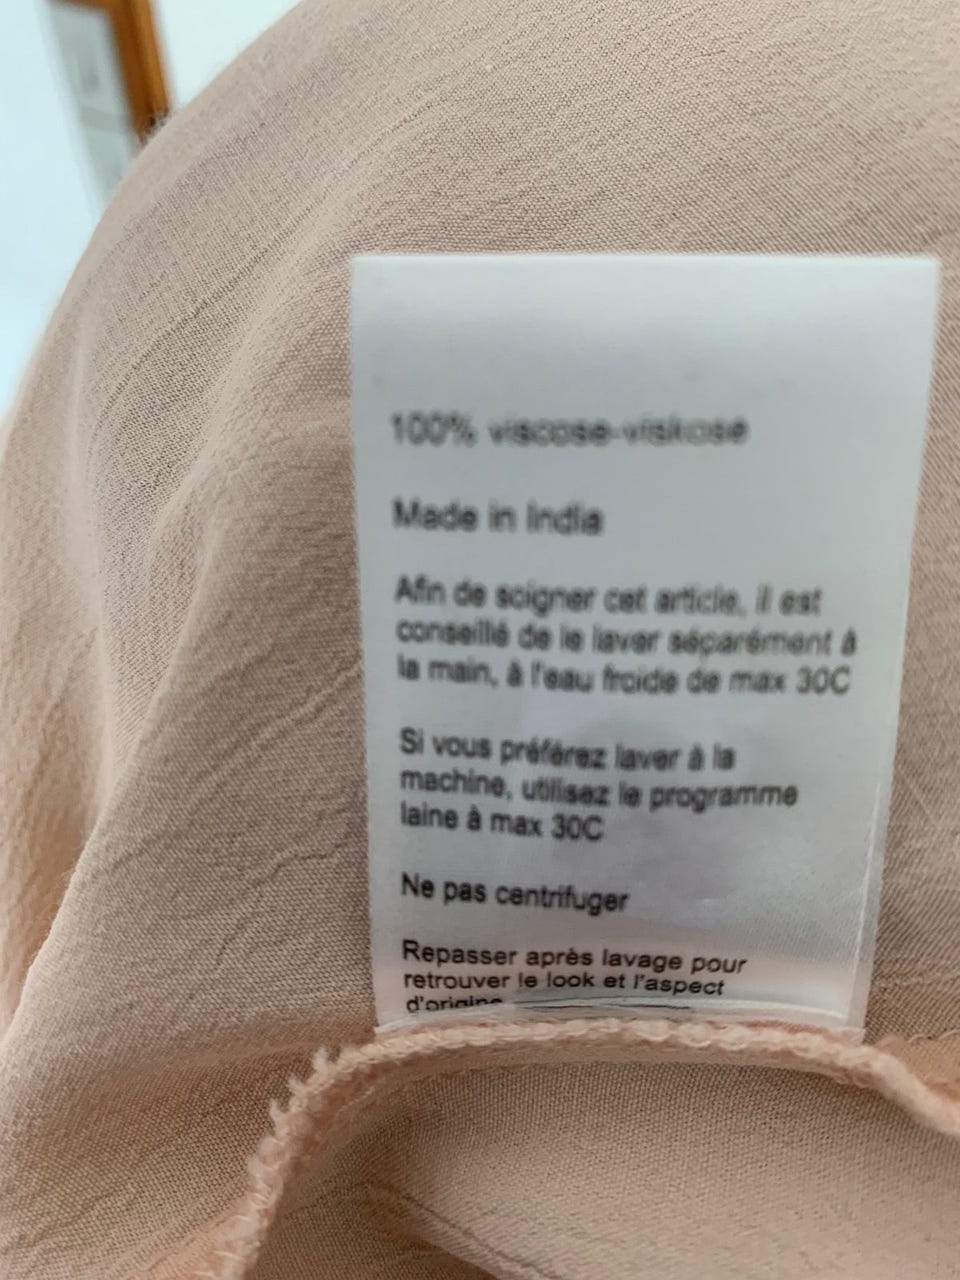 100% viscose-viskose
Made in India
Afin de soigner cet article, il est
conseillé de le laver séparément à
la main, à l'eau froide de max 30C
Si vous préférez laver à la
machine, utilisez le programme
laine à max 30C
Ne pas centrifuger
Repasser après lavage pour
retrouver le look et l'aspect
d'origine